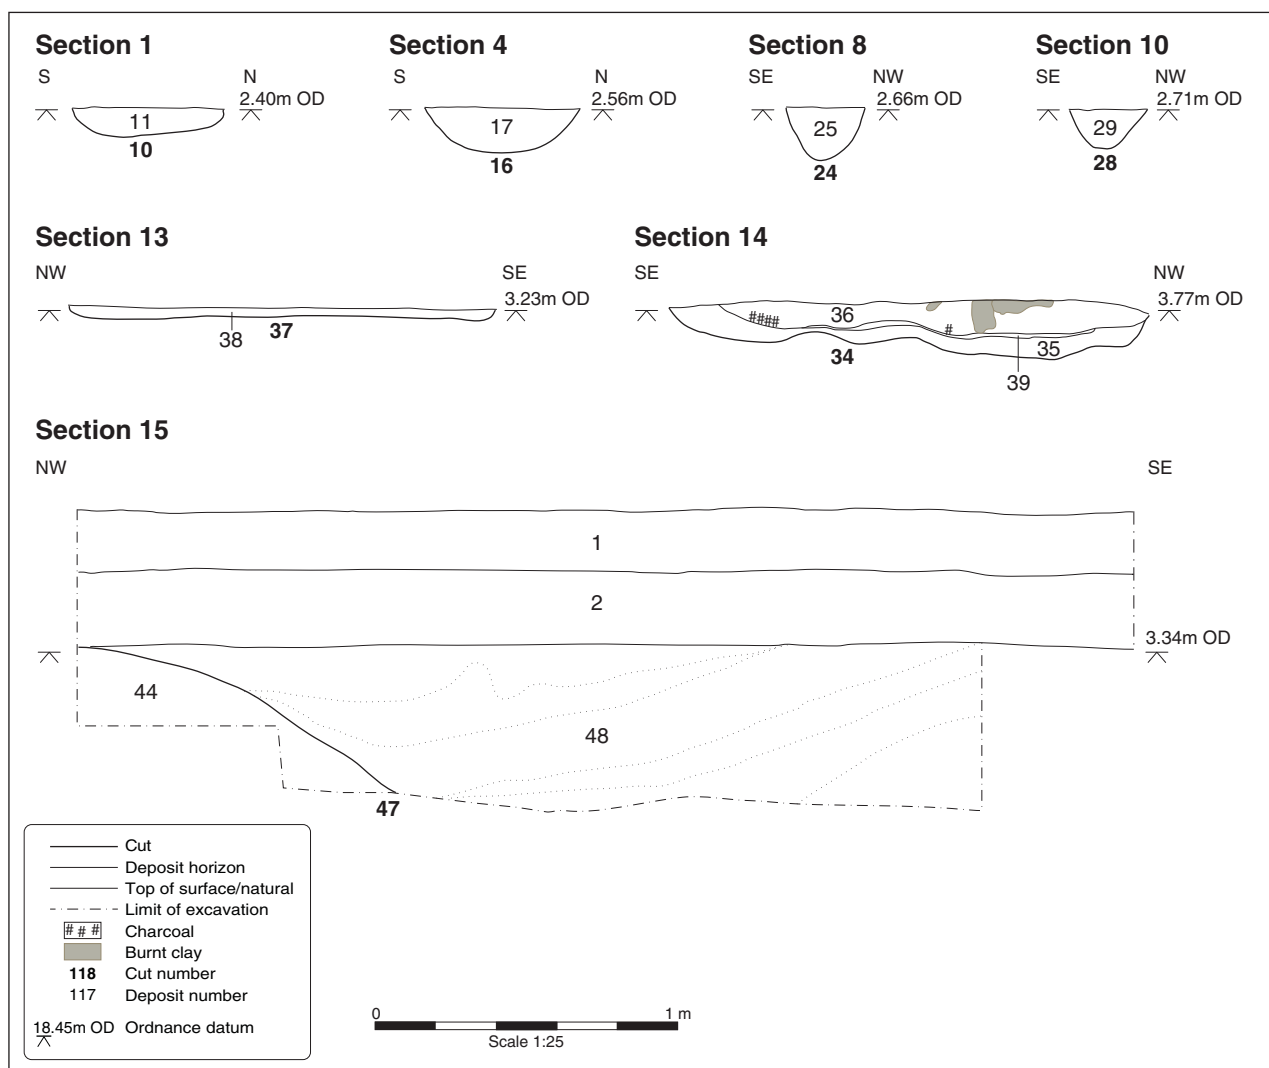 Section 1
S N
2.40m OD
11
10
Section 4
S N
2.56m OD
17
16
Section 8
SE NW
2.66m OD
25
24
Section 10
SE NW
2.71m OD
29
28
Section 13
NW SE
3.23m OD
38 37
Section 14
SE NW
3.77m OD
# # # # 36
#
34 35
39
Section 15
NW SE
1
2
3.34m OD
44
48
47
Cut
Deposit horizon
Top of surface/natural
Limit of excavation
# # # Charcoal
Burnt clay
118 Cut number
117 Deposit number
18.45m OD Ordnance datum
0 1 m
Scale 1:25